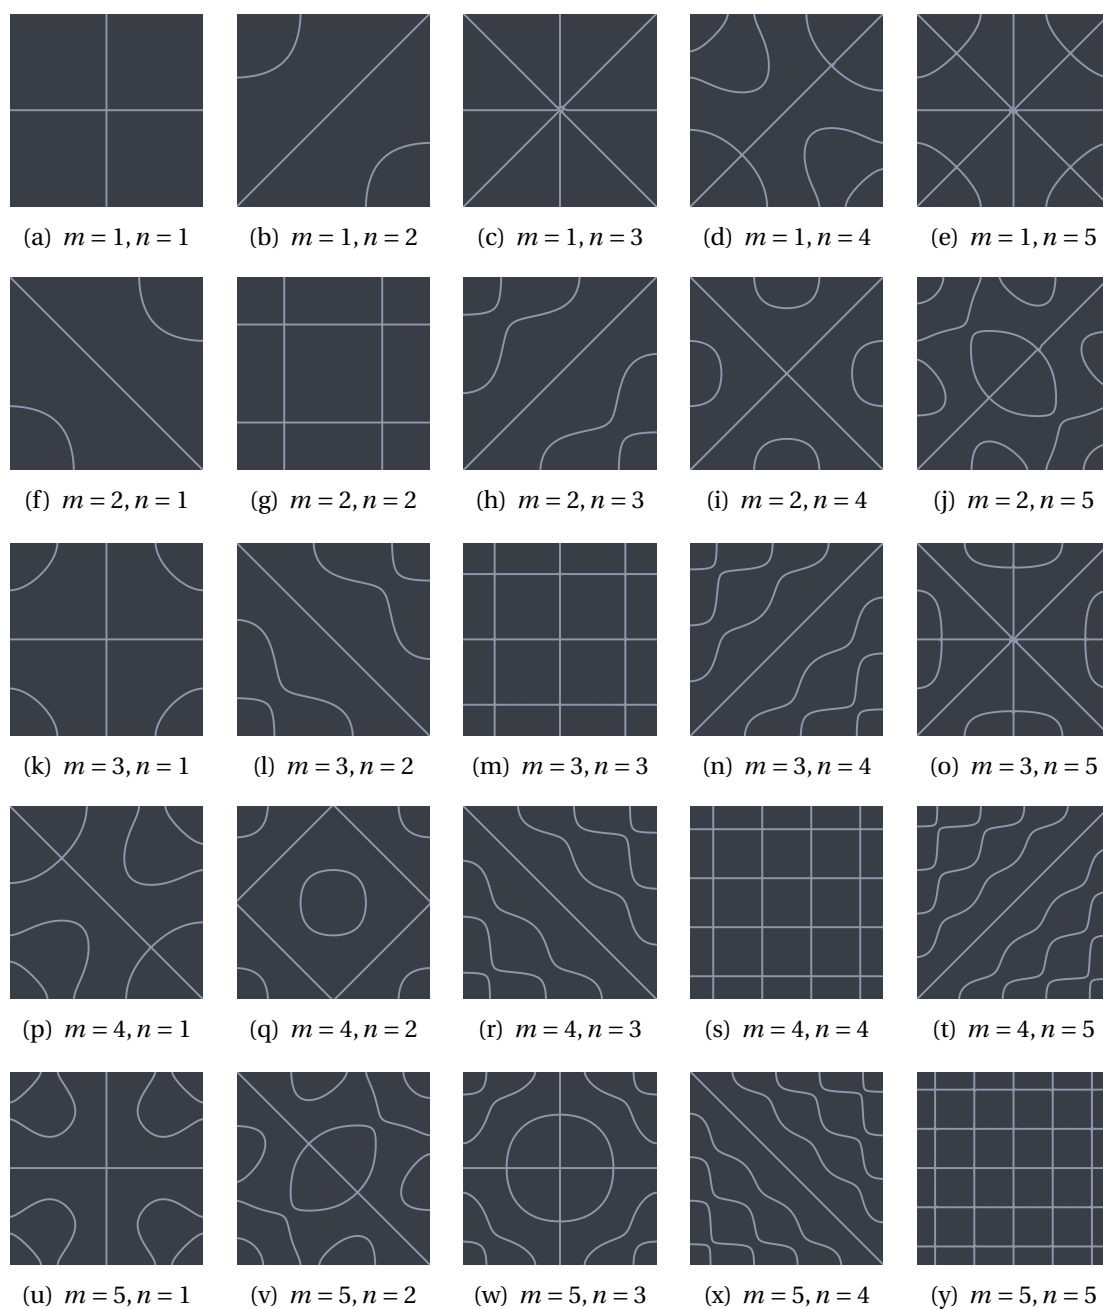 (a) m = 1, n = 1 (b) m = 1, n = 2 (c) m = 1, n = 3 (d) m = 1, n = 4 (e) m = 1, n = 5
(f) m = 2, n = 1 (g) m = 2, n = 2 (h) m = 2, n = 3 (i) m = 2, n = 4 (j) m = 2, n = 5
(k) m = 3, n = 1 (l) m = 3, n = 2 (m) m = 3, n = 3 (n) m = 3, n = 4 (o) m = 3, n = 5
(p) m = 4, n = 1 (q) m = 4, n = 2 (r) m = 4, n = 3 (s) m = 4, n = 4 (t) m = 4, n = 5
(u) m = 5, n = 1 (v) m = 5, n = 2 (w) m = 5, n = 3 (x) m = 5, n = 4 (y) m = 5, n = 5